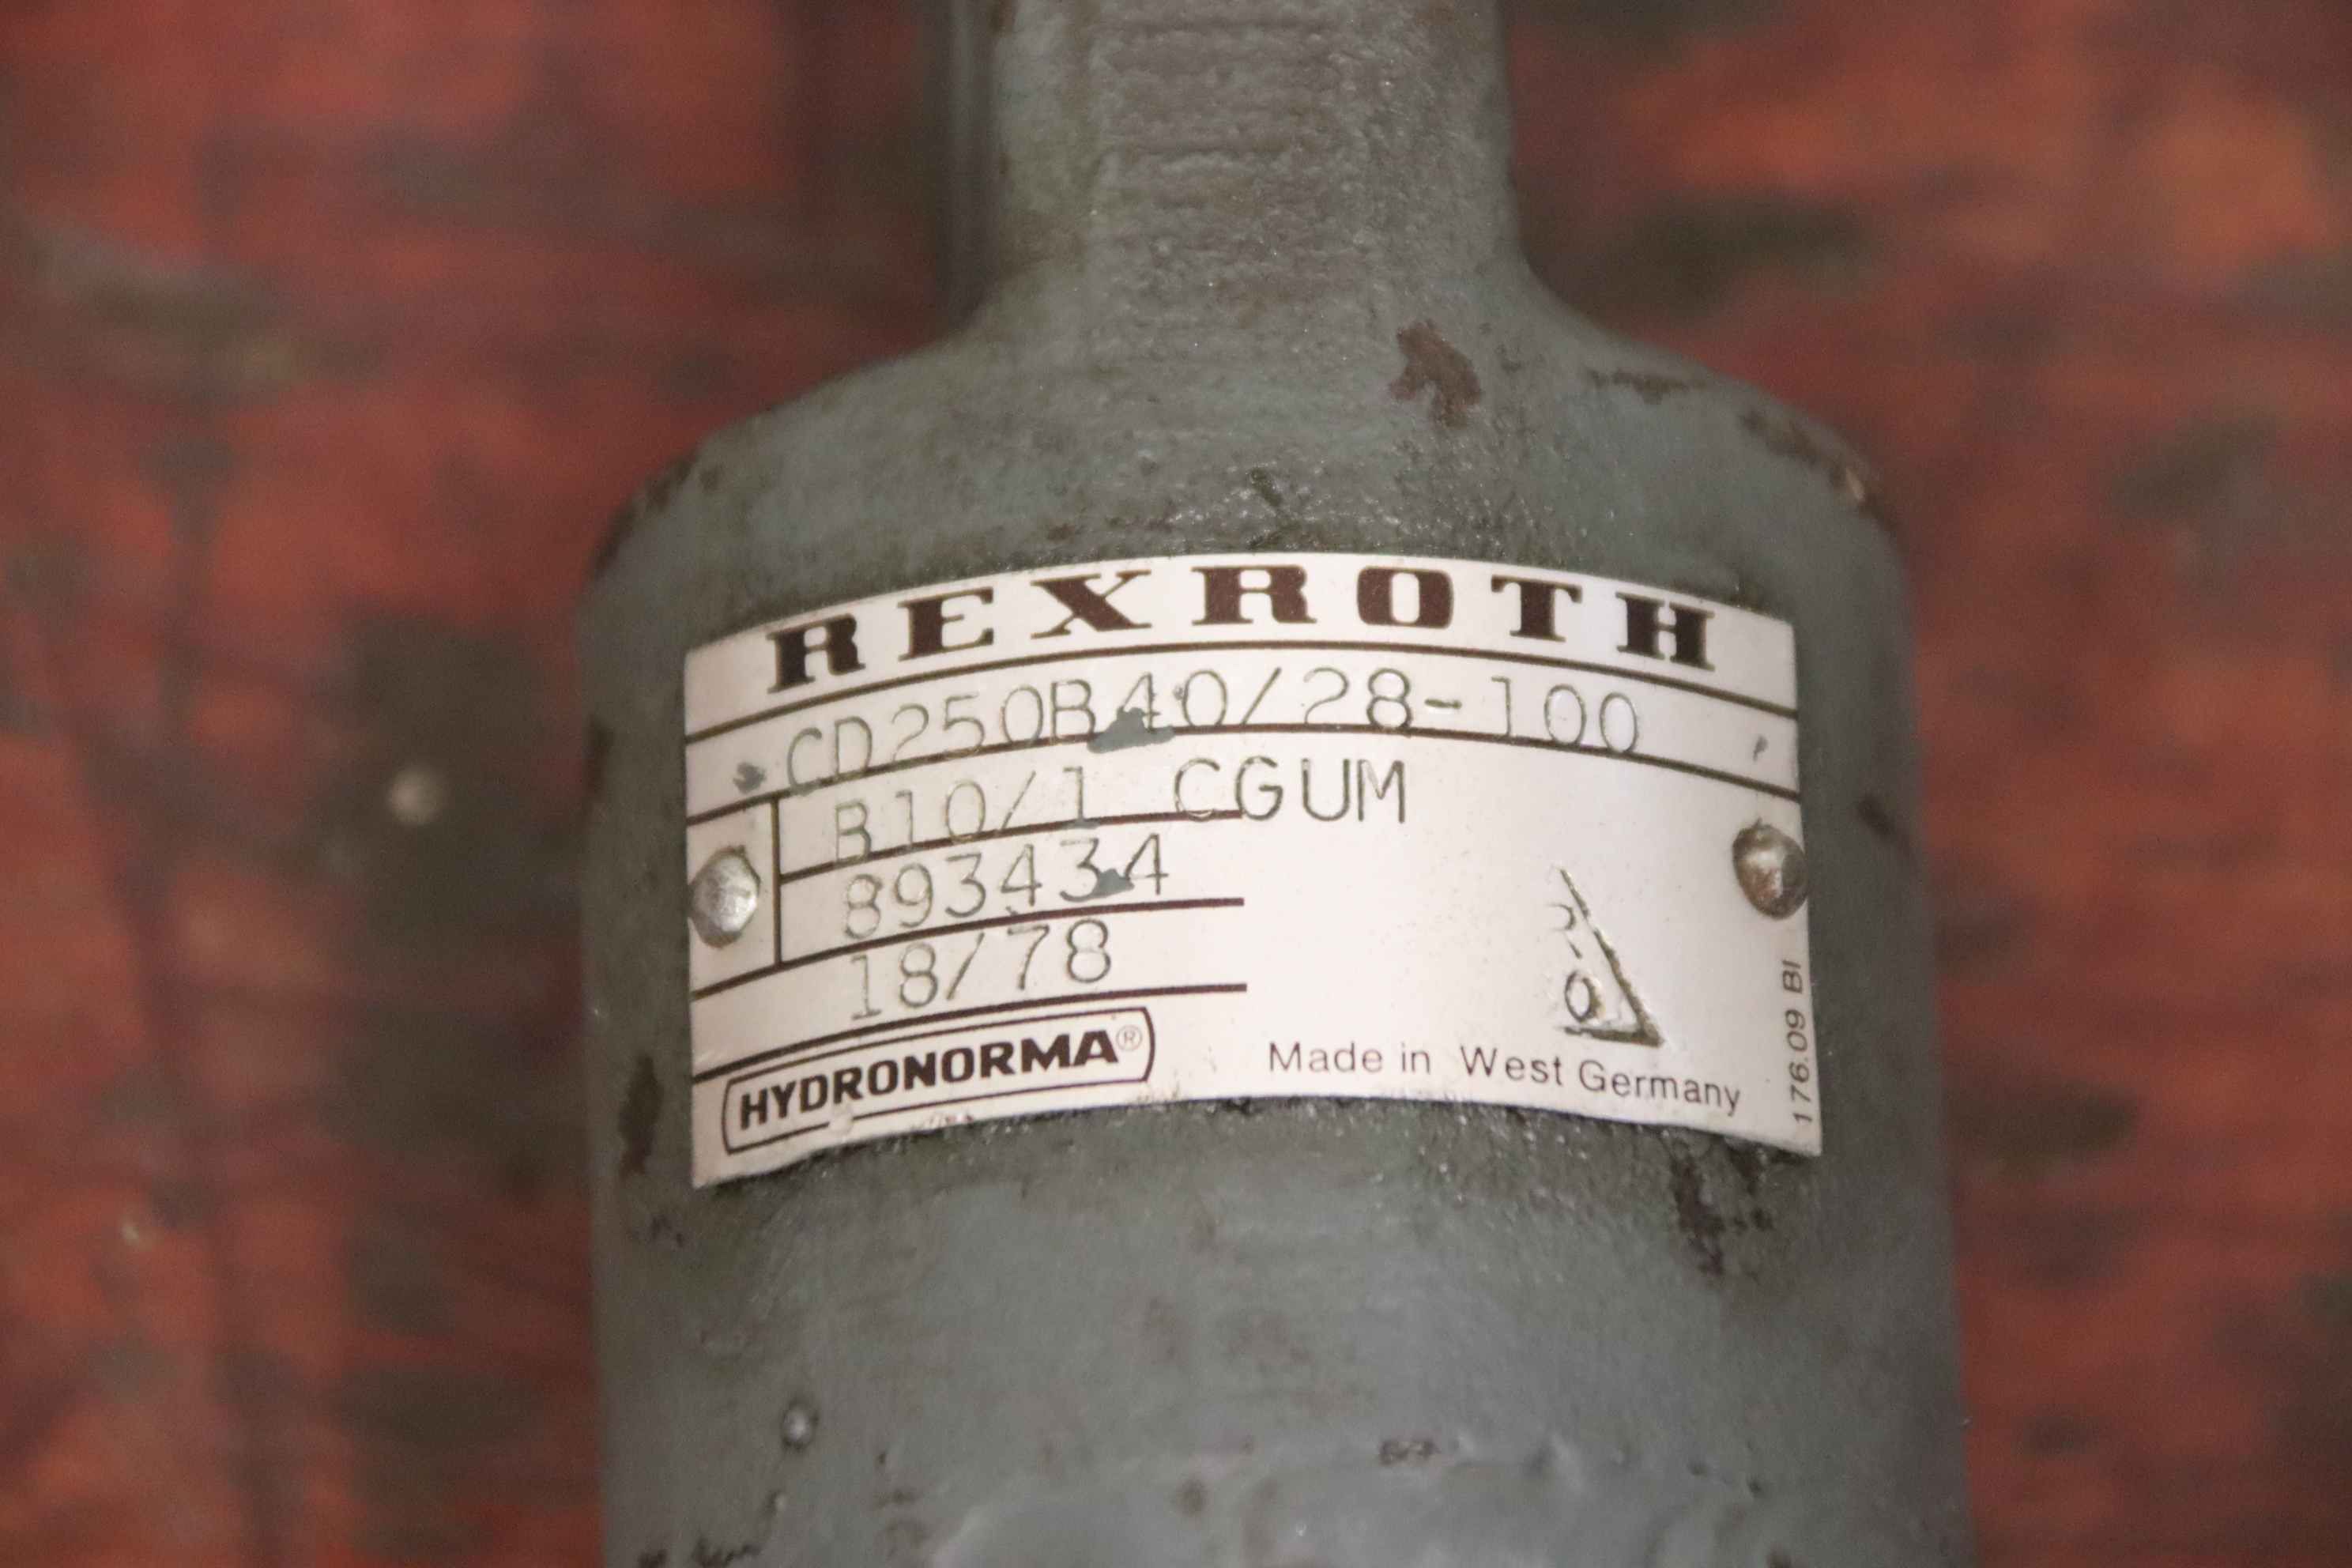 REXROTH
CD250B40/28-100
B10/1 CGUM
893434
18/78
HYDRONORMA®
Made in West Germany
176.09 BI